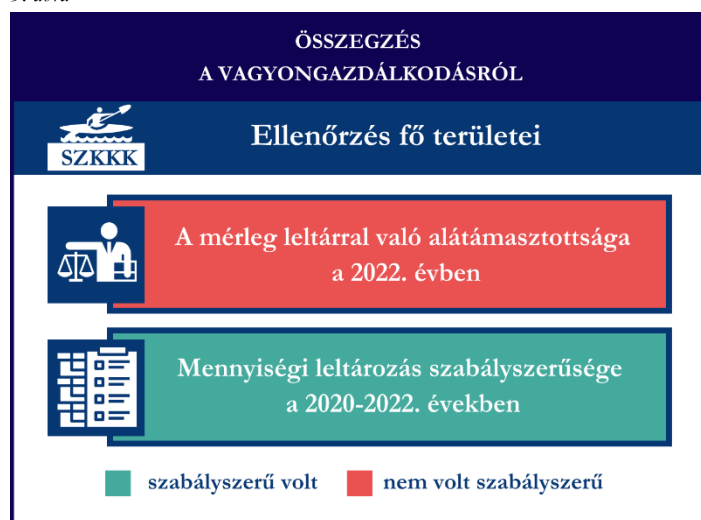 ÖSSZEGZÉS
A VAGYONGAZDÁLKODÁSRÓL
SZKKK
Ellenőrzés fő területei
A mérleg leltárral való alátámasztottsága
a 2022. évben
Mennyiségi leltározás szabályszerűsége
a 2020-2022. években
szabályszerű volt
nem volt szabályszerű